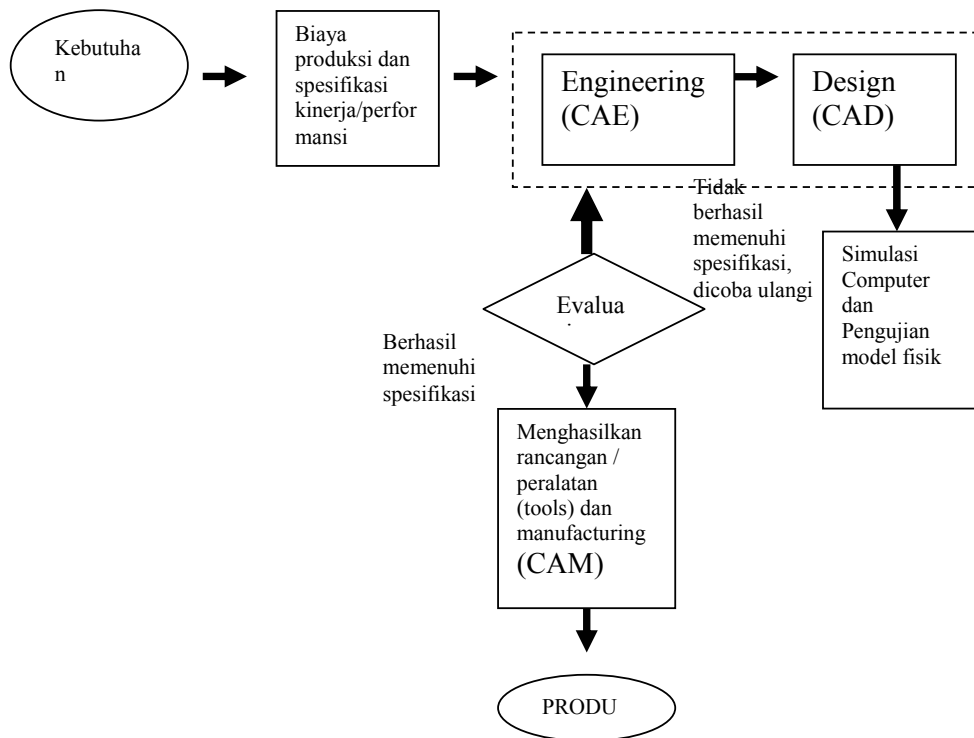 Kebutuha
n
Biaya
produksi dan
spesifikasi
kinerja/perfor
mansi
Engineering
(CAE)
Design
(CAD)
Tidak
berhasil
memenuhi
spesifikasi,
dicoba ulangi
Simulasi
Computer
dan
Pengujian
model fisik
Evalua
Berhasil
memenuhi
spesifikasi
Menghasilkan
rancangan /
peralatan
(tools) dan
manufacturing
(CAM)
PRODU